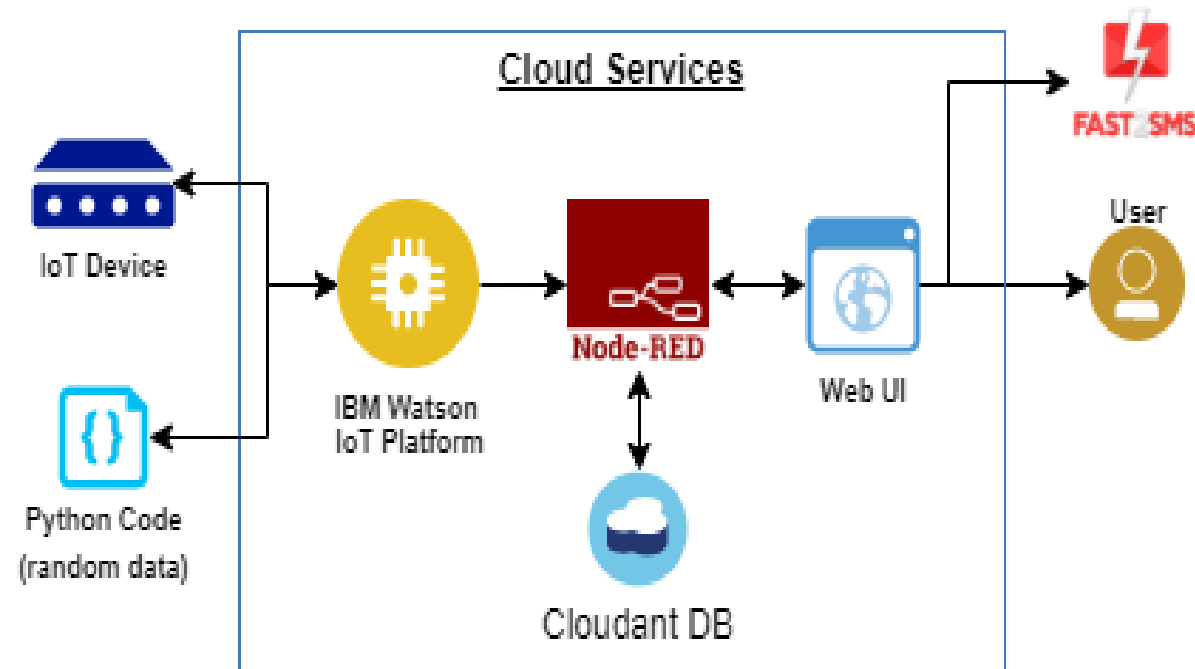 Cloud Services
FAST2SMS
IoT Device
User
Node-RED
IBM Watson
IoT Platform
Web UI
Python Code
(random data)
Cloudant DB